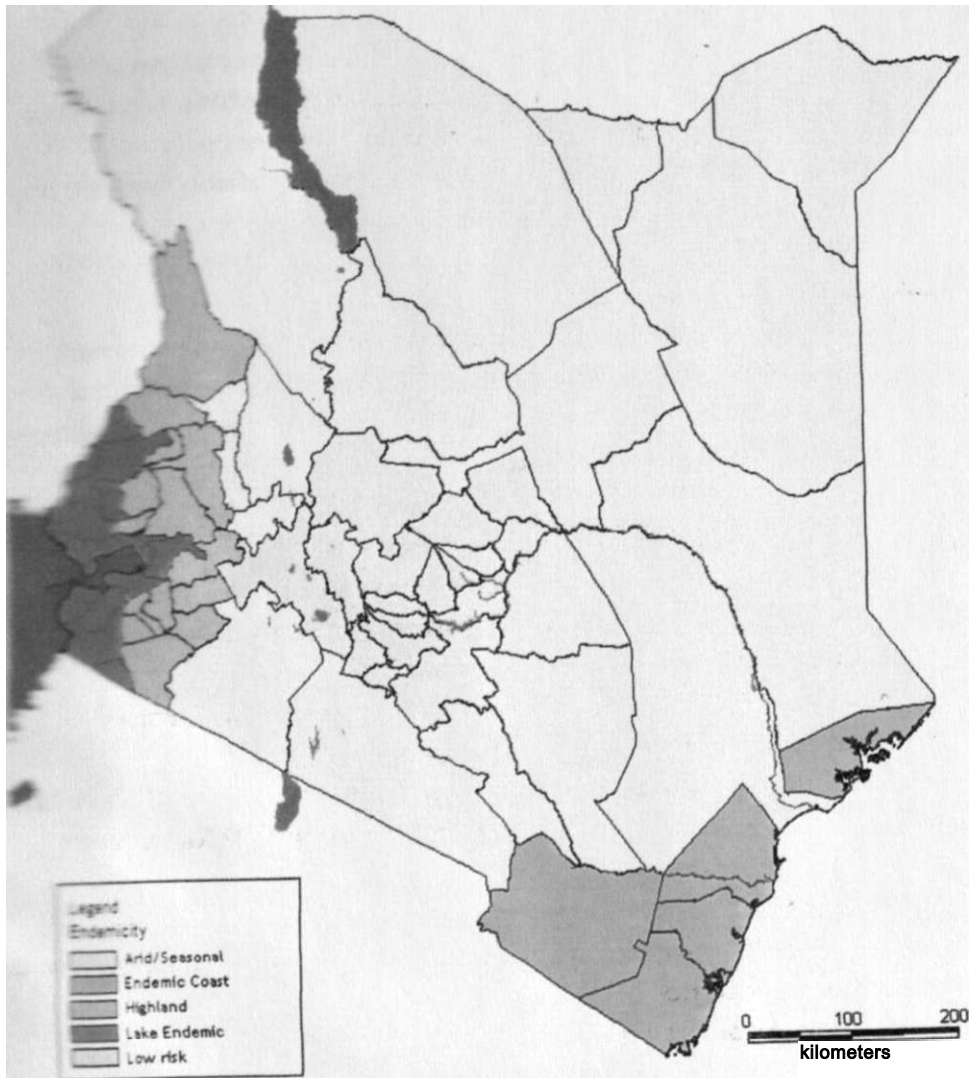 Legend
Endemicity
Arid/Seasonal
Endemic Coast
Highland
Lake Endemic
Low risk
0 100 200
kilometers